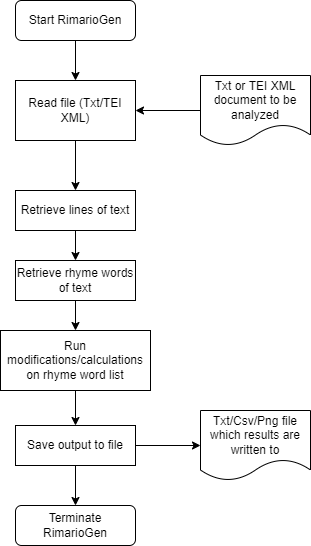 Start RimarioGen
Read file (Txt/TEI
XML)
Txt or TEI XML
document to be
analyzed
Retrieve lines of text
Retrieve rhyme words
of text
Run
modifications/calculations
on rhyme word list
Save output to file
Txt/Csv/Png file
which results are
written to
Terminate
RimarioGen